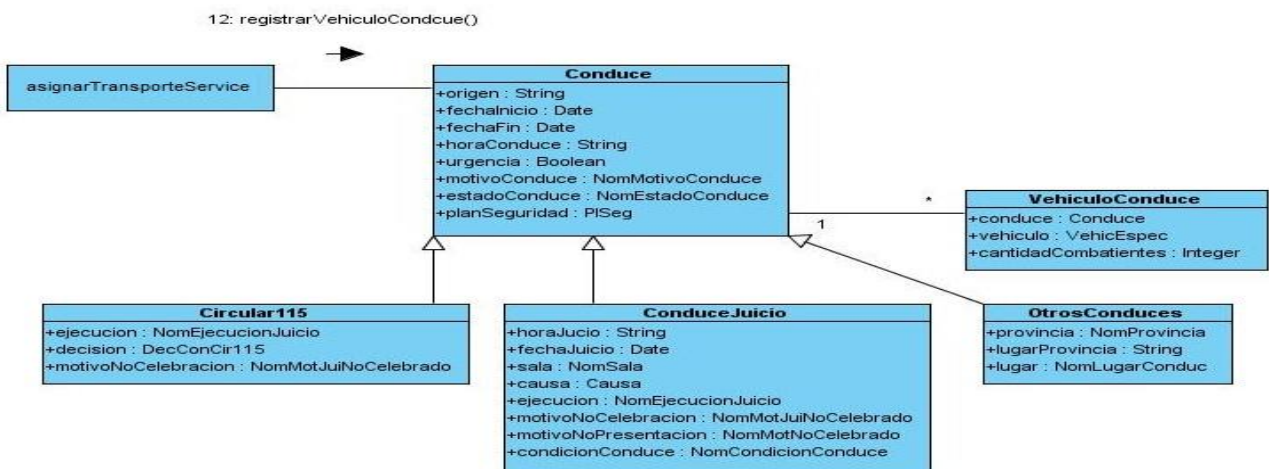 12: registrarVehiculoCondcue()
asignarTransporteService
Conduce
+origen : String
+fechaInicio : Date
+fechaFin : Date
+horaConduce : String
+urgencia : Boolean
+motivoConduce : NomMotivoConduce
+estadoConduce : NomEstadoConduce
+planSeguridad : PlSeg
*
1
VehiculoConduce
+conduce : Conduce
+vehiculo : VehicEspec
+cantidadCombatientes : Integer
Circular115
+ejecucion : NomEjecucionJuicio
+decision : DecConCir115
+motivoNoCelebracion : NomMotJuiNoCelebrado
ConduceJuicio
+horaJucio : String
+fechaJuicio : Date
+sala : NomSala
+causa : Causa
+ejecucion : NomEjecucionJuicio
+motivoNoCelebracion : NomMotJuiNoCelebrado
+motivoNoPresentacion : NomMotNoCelebrado
+condicionConduce : NomCondicionConduce
OtrosConduces
+provincia : NomProvincia
+lugarProvincia : String
+lugar : NomLugarConduc